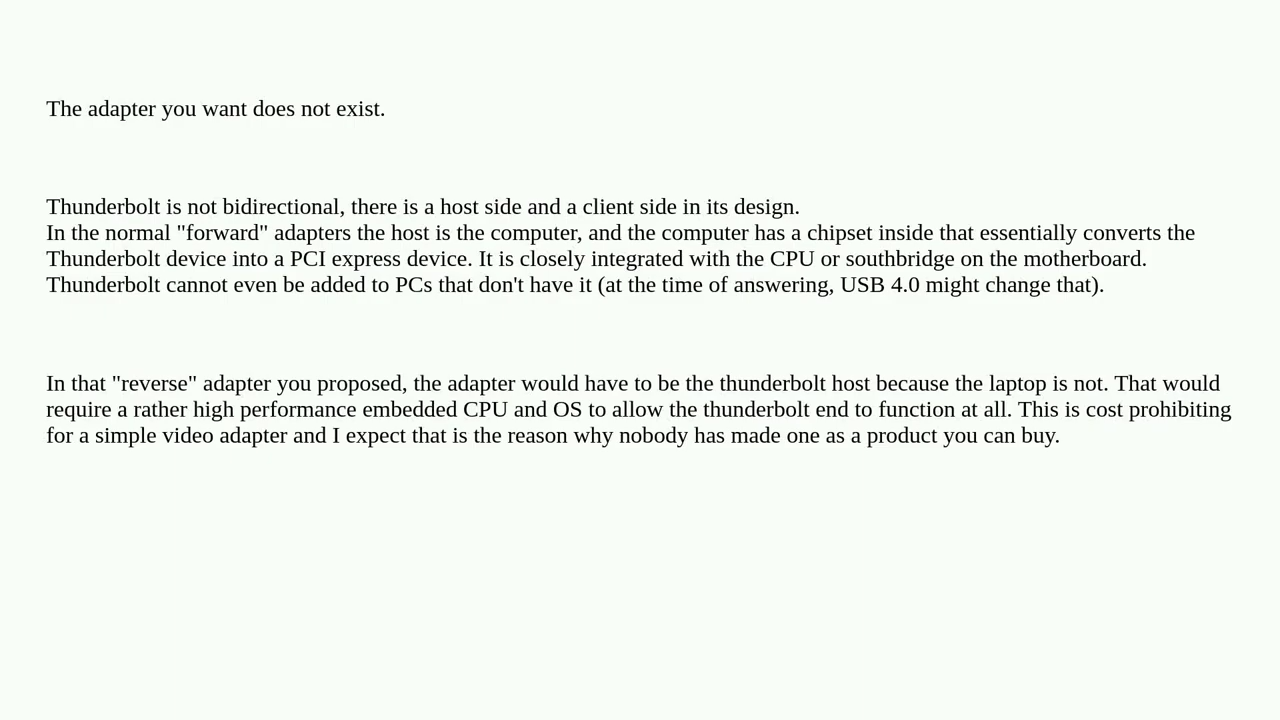 The adapter you want does not exist.
Thunderbolt is not bidirectional, there is a host side and a client side in its design.
In the normal "forward" adapters the host is the computer, and the computer has a chipset inside that essentially converts the
Thunderbolt device into a PCI express device. It is closely integrated with the CPU or southbridge on the motherboard.
Thunderbolt cannot even be added to PCs that don't have it (at the time of answering, USB 4.0 might change that).
In that "reverse" adapter you proposed, the adapter would have to be the thunderbolt host because the laptop is not. That would
require a rather high performance embedded CPU and OS to allow the thunderbolt end to function at all. This is cost prohibiting
for a simple video adapter and I expect that is the reason why nobody has made one as a product you can buy.